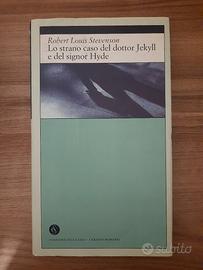 Robert Louis Stevenson
Lo strano caso del dottor Jekyll
e del signor Hyde
subito